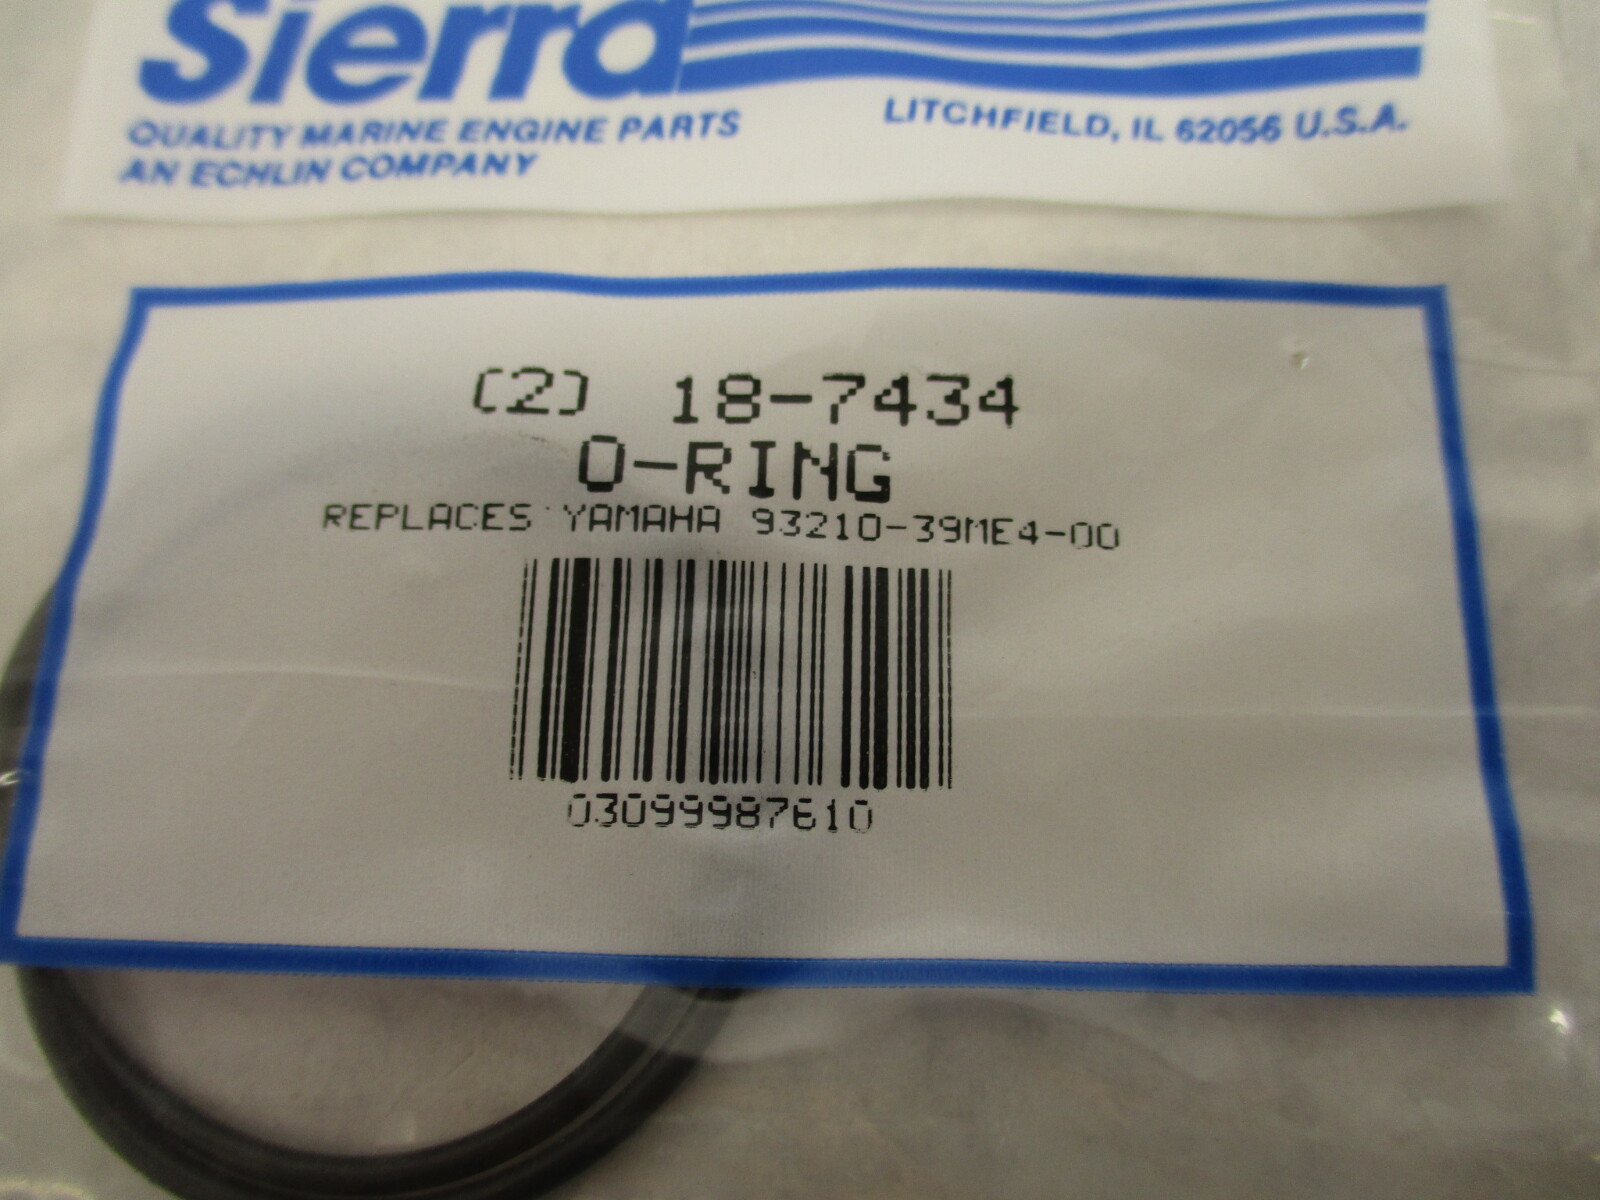 Sierra
QUALITY MARINE ENGINE PARTS
AN ECHLIN COMPANY
LITCHFIELD, IL 62056 U.S.A.
(2) 18-7434
O-RING
REPLACES YAMAHA 93210-39ME4-00
03099987610